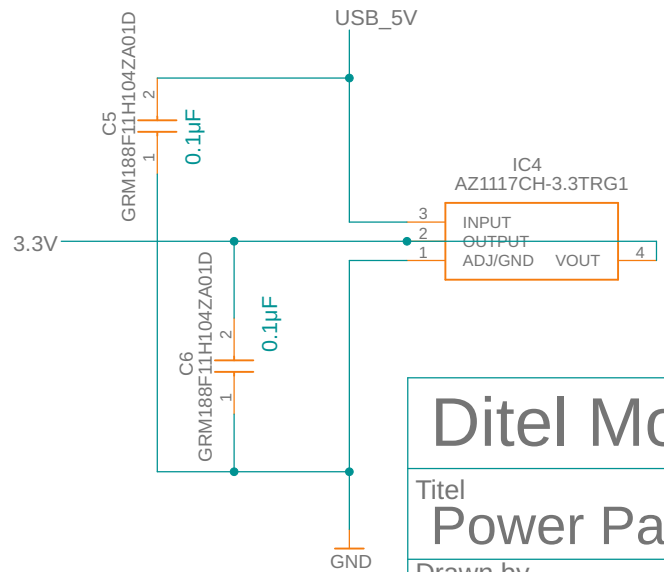 USB_5V
C5
GRM188F11H104ZA01D
2
1
0.1µF
IC4
AZ1117CH-3.3TRG1
3
INPUT
3.3V
2
OUTPUT
1
ADJ/GND
VOUT
4
C6
GRM188F11H104ZA01D
2
1
0.1µF
GND
Ditel Mo
Titel
Power Pa
Drawn by